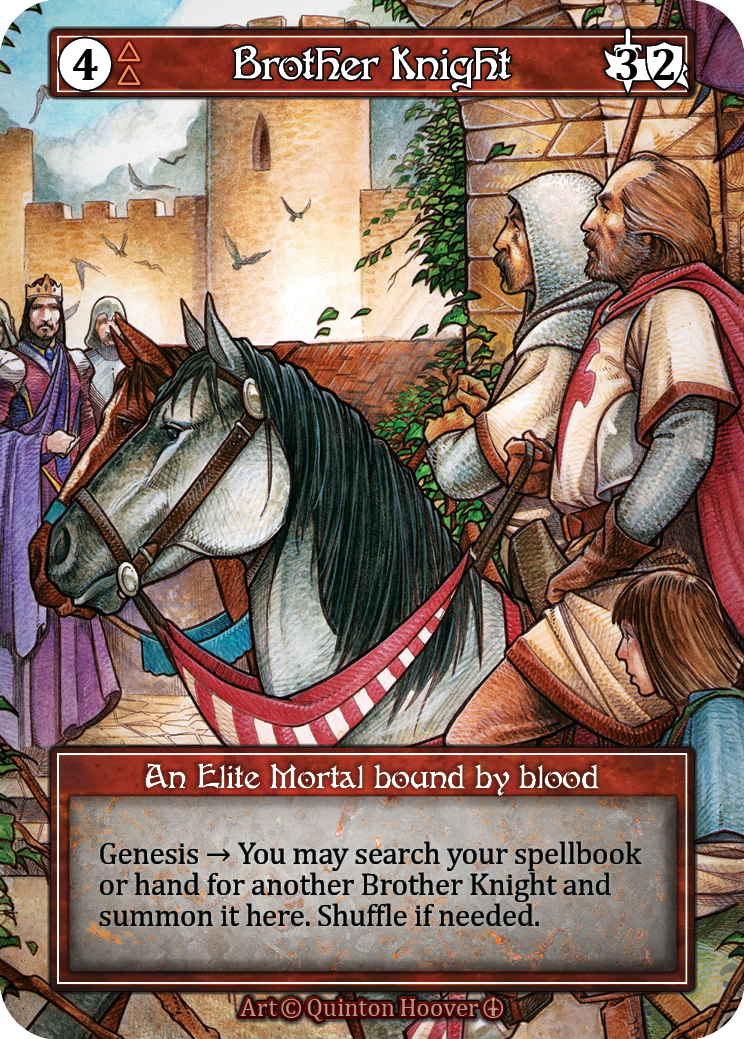 4 Brother Knight 3 2
An Elite Mortal bound by blood
Genesis → You may search your spellbook
or hand for another Brother Knight and
summon it here. Shuffle if needed.
Art © Quinton Hoover